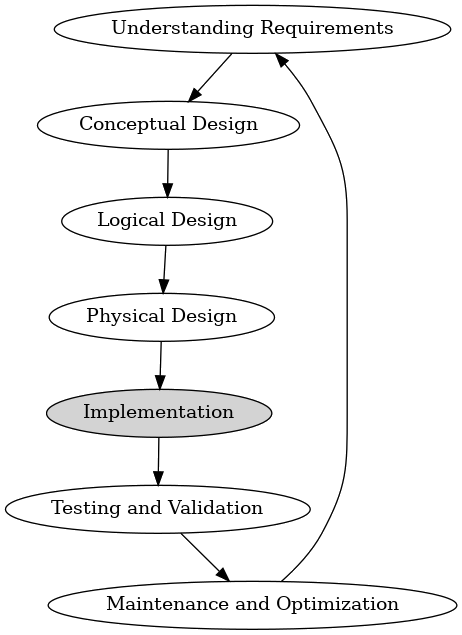 Understanding Requirements
Conceptual Design
Logical Design
Physical Design
Implementation
Testing and Validation
Maintenance and Optimization